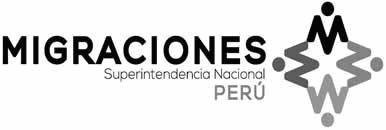 MIGRACIONES
Superintendencia Nacional
PERÚ